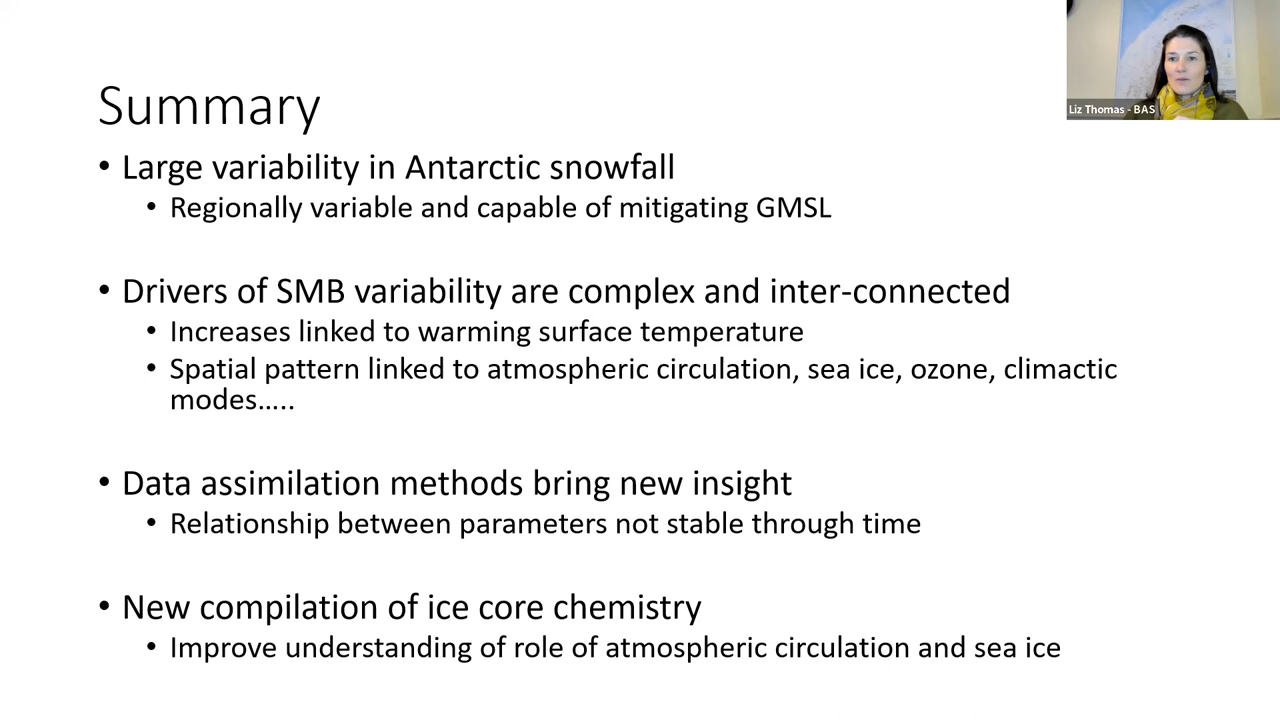 Liz Thomas - BAS
Summary
• Large variability in Antarctic snowfall
• Regionally variable and capable of mitigating GMSL
• Drivers of SMB variability are complex and inter-connected
• Increases linked to warming surface temperature
• Spatial pattern linked to atmospheric circulation, sea ice, ozone, climactic
modes…..
• Data assimilation methods bring new insight
• Relationship between parameters not stable through time
• New compilation of ice core chemistry
• Improve understanding of role of atmospheric circulation and sea ice